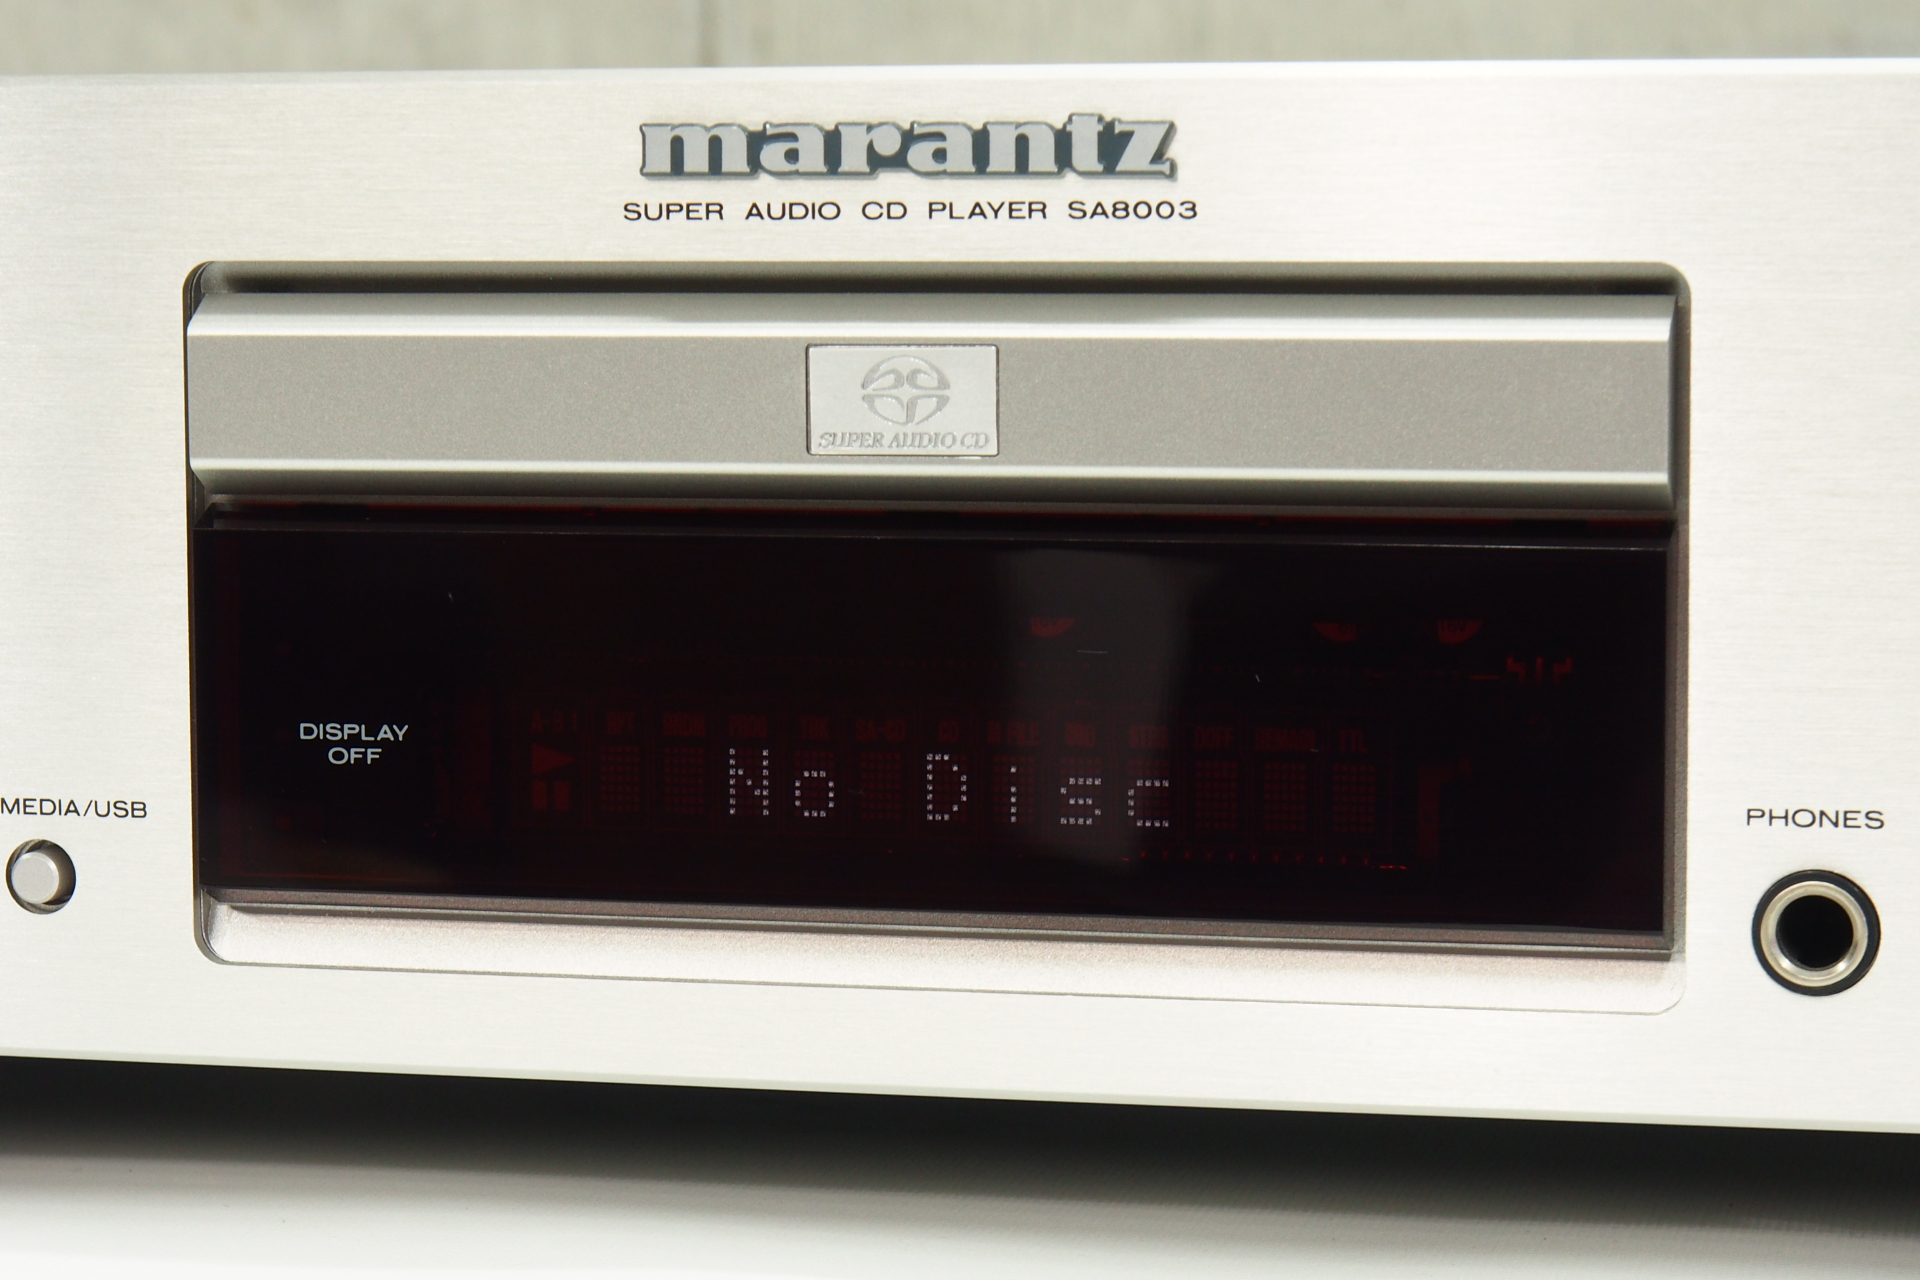 marantz
SUPER AUDIO CD PLAYER SA8003
SUPER AUDIO CD
DISPLAY
OFF
No Disc
MEDIA/USB
PHONES